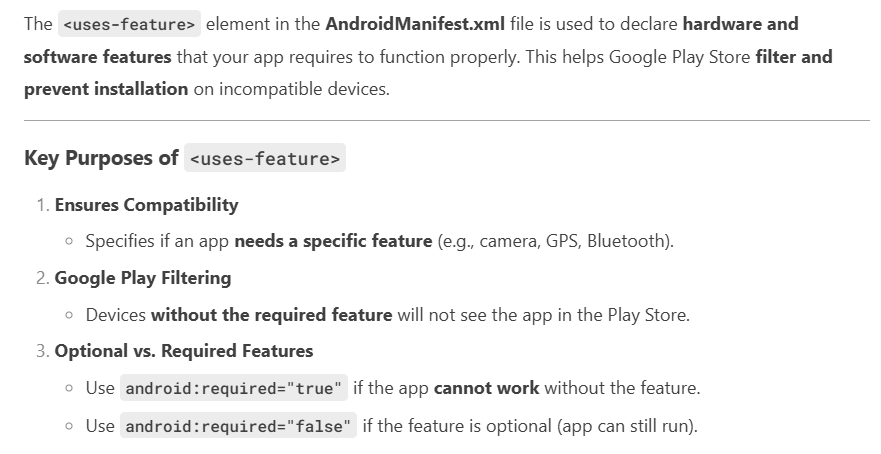 The <uses-feature> element in the AndroidManifest.xml file is used to declare hardware and
software features that your app requires to function properly. This helps Google Play Store filter and
prevent installation on incompatible devices.
Key Purposes of <uses-feature>
1. Ensures Compatibility
○ Specifies if an app needs a specific feature (e.g., camera, GPS, Bluetooth).
2. Google Play Filtering
○ Devices without the required feature will not see the app in the Play Store.
3. Optional vs. Required Features
○ Use android:required="true" if the app cannot work without the feature.
○ Use android:required="false" if the feature is optional (app can still run).